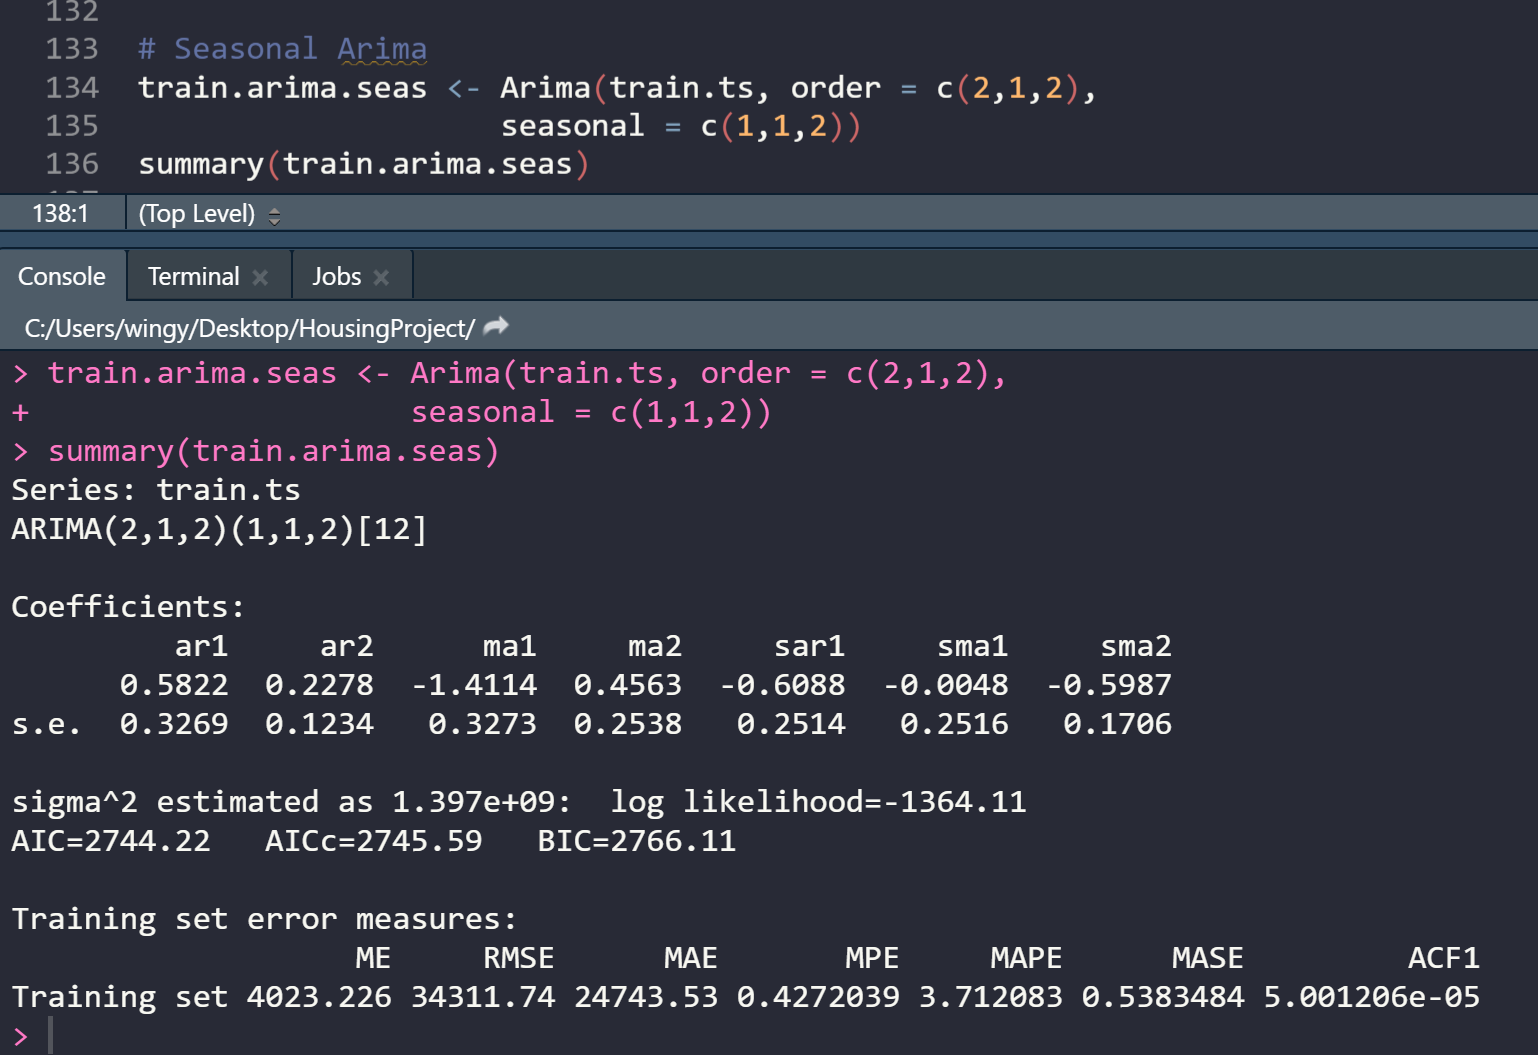 132
133 # Seasonal Arima
134 train.arima.seas <- Arima(train.ts, order = c(2,1,2),
135 seasonal = c(1,1,2))
136 summary(train.arima.seas)
138:1 (Top Level)
Console Terminal Jobs
C:/Users/wingy/Desktop/HousingProject/
> train.arima.seas <- Arima(train.ts, order = c(2,1,2),
+ seasonal = c(1,1,2))
> summary(train.arima.seas)
Series: train.ts
ARIMA(2,1,2)(1,1,2)[12]
Coefficients:
ar1 ar2 ma1 ma2 sar1 sma1 sma2
0.5822 0.2278 -1.4114 0.4563 -0.6088 -0.0048 -0.5987
s.e. 0.3269 0.1234 0.3273 0.2538 0.2514 0.2516 0.1706
sigma^2 estimated as 1.397e+09: log likelihood=-1364.11
AIC=2744.22 AICc=2745.59 BIC=2766.11
Training set error measures:
ME RMSE MAE MPE MAPE MASE ACF1
Training set 4023.226 34311.74 24743.53 0.4272039 3.712083 0.5383484 5.001206e-05
>